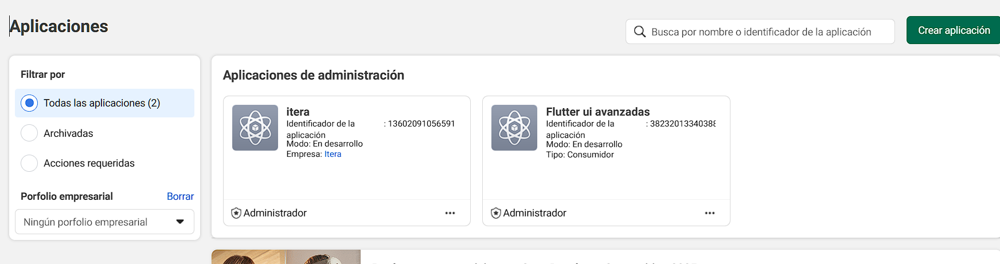 Aplicaciones
Busca por nombre o identificador de la aplicación
Crear aplicación
Filtrar por
Todas las aplicaciones (2)
Archivadas
Acciones requeridas
Porfolio empresarial
Borrar
Ningún porfolio empresarial
Aplicaciones de administración
itera
Identificador de la : 13602091056591
aplicación
Modo: En desarrollo
Empresa: Itera
Administrador
Flutter ui avanzadas
Identificador de la : 3823201334038
aplicación
Modo: En desarrollo
Tipo: Consumidor
Administrador